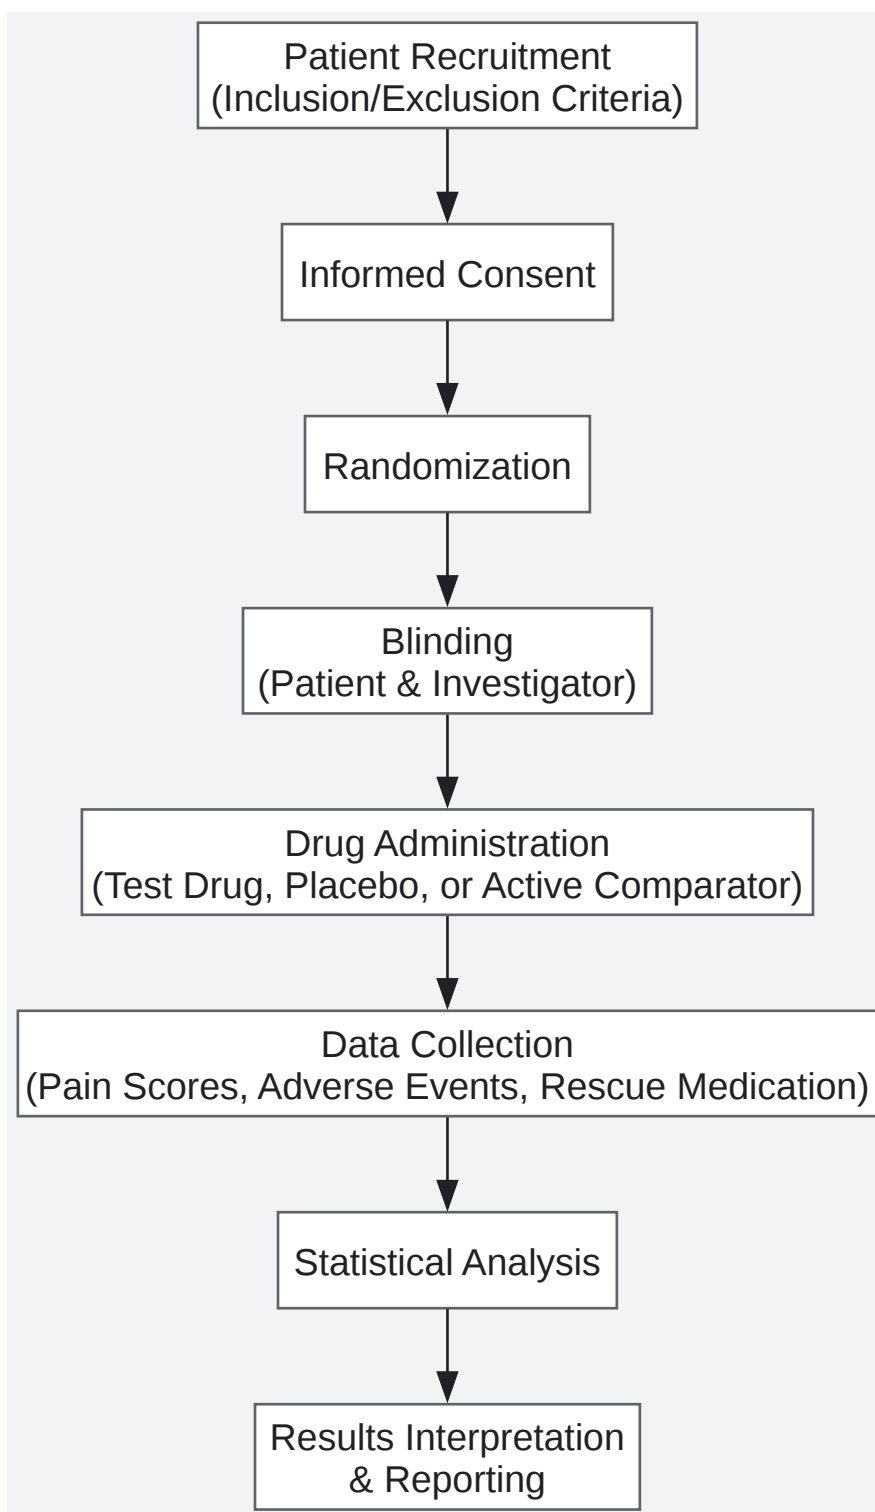 Patient Recruitment
(Inclusion/Exclusion Criteria)
Informed Consent
Randomization
Blinding
(Patient & Investigator)
Drug Administration
(Test Drug, Placebo, or Active Comparator)
Data Collection
(Pain Scores, Adverse Events, Rescue Medication)
Statistical Analysis
Results Interpretation
& Reporting